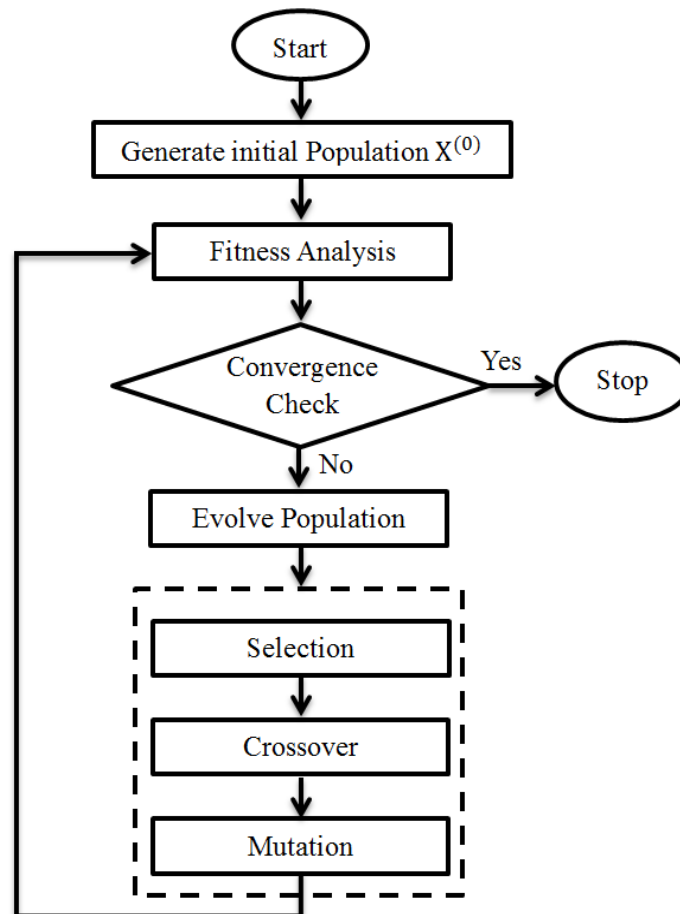 Start
Generate initial Population X⁽⁰⁾
Fitness Analysis
Convergence
Check
Yes
Stop
No
Evolve Population
Selection
Crossover
Mutation